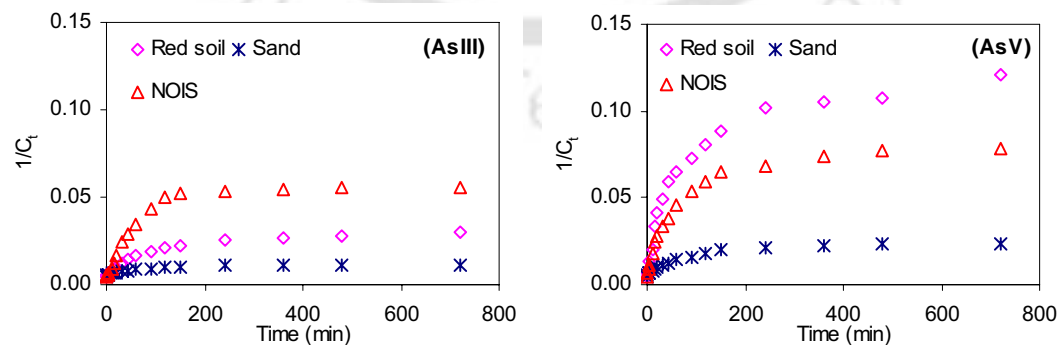 0.15
0.10
0.05
0.00
1/Cₜ
Red soil
Sand
NOIS
(AsIII)
0
200
400
600
800
Time (min)
0.15
0.10
0.05
0.00
1/Cₜ
Red soil
Sand
NOIS
(AsV)
0
200
400
600
800
Time (min)